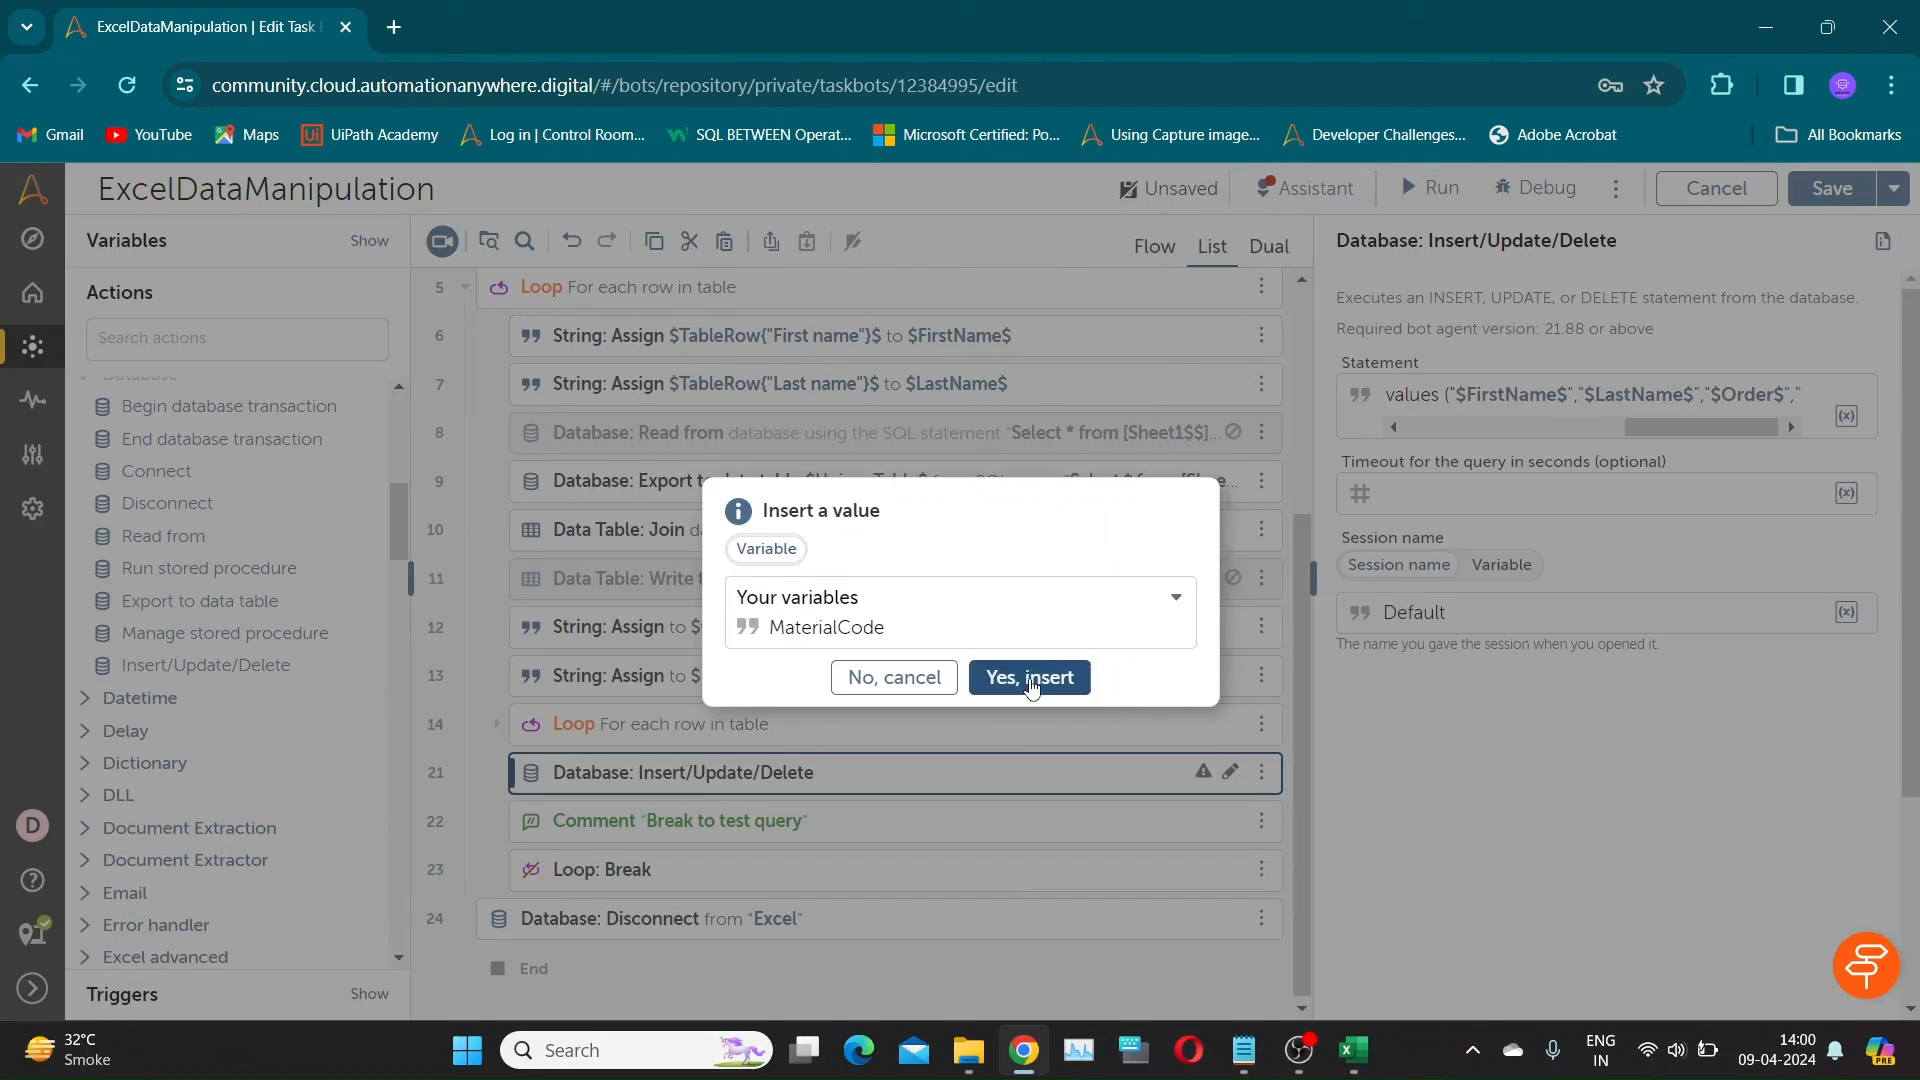 ExcelDataManipulation | Edit Task
community.cloud.automationanywhere.digital/#/bots/repository/private/taskbots/12384995/edit
Gmail
YouTube
Maps
UiPath Academy
Log in | Control Room...
SQL BETWEEN Operat...
Microsoft Certified: Po...
Using Capture image...
Developer Challenges...
Adobe Acrobat
All Bookmarks
ExcelDataManipulation
Unsaved
Assistant
Run
Debug
Cancel
Save
Variables
Show
Flow
List
Dual
Database: Insert/Update/Delete
Actions
Search actions
Begin database transaction
End database transaction
Connect
Disconnect
Read from
Run stored procedure
Export to data table
Manage stored procedure
Insert/Update/Delete
Datetime
Delay
Dictionary
DLL
Document Extraction
Document Extractor
Email
Error handler
Excel advanced
Triggers
Show
5 Loop For each row in table
6 String: Assign $TableRow{"First name"}$ to $FirstName$
7 String: Assign $TableRow{"Last name"}$ to $LastName$
8 Database: Read from database using the SQL statement "Select * from [Sheet1$$]...
9 Database: Export
10 Data Table: Join
11 Data Table: Write
12 String: Assign to
13 String: Assign to
14 Loop For each row in table
21 Database: Insert/Update/Delete
22 Comment "Break to test query"
23 Loop: Break
24 Database: Disconnect from "Excel"
End
Insert a value
Variable
Your variables
MaterialCode
No, cancel
Yes, insert
Executes an INSERT, UPDATE, or DELETE statement from the database.
Required bot agent version: 21.88 or above
Statement
values ("$FirstName$","$LastName$","$Order$","
(x)
Timeout for the query in seconds (optional)
(x)
Session name
Session name
Variable
Default
(x)
The name you gave the session when you opened it.
D
32°C
Smoke
Search
ENG
IN
14:00
09-04-2024
PRE